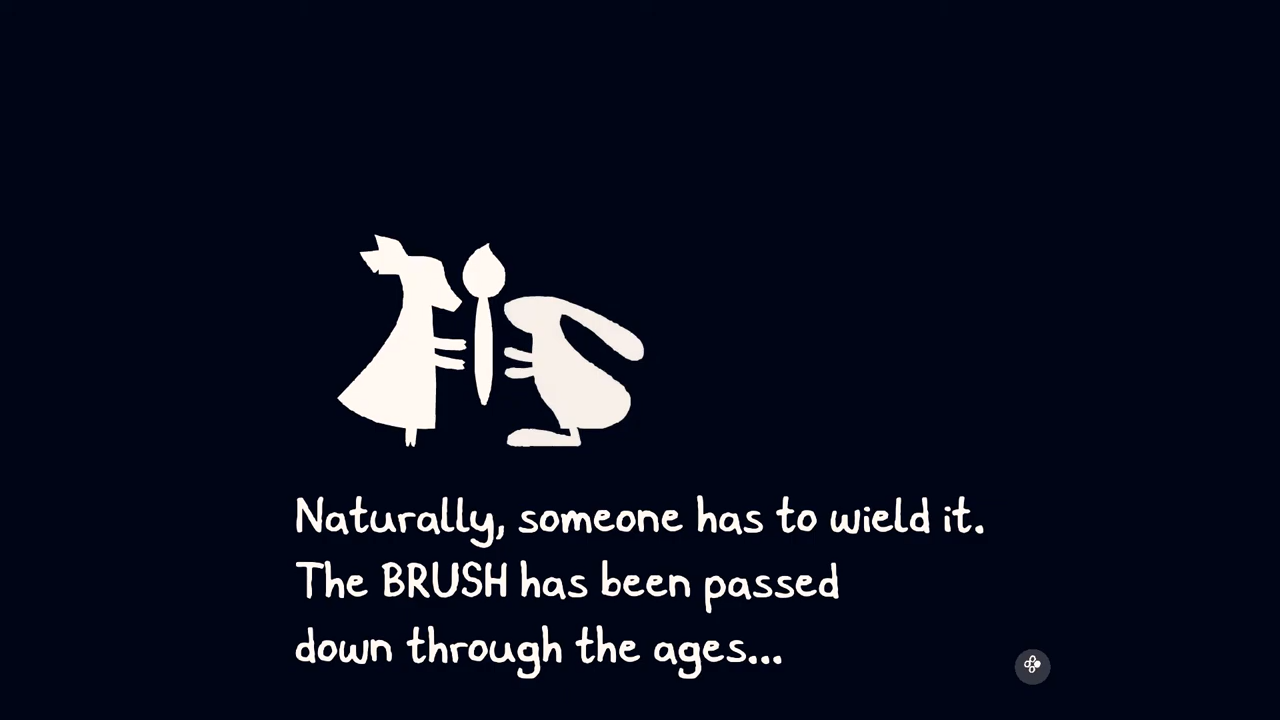 Naturally, someone has to wield it.
The BRUSH has been passed
down through the ages...